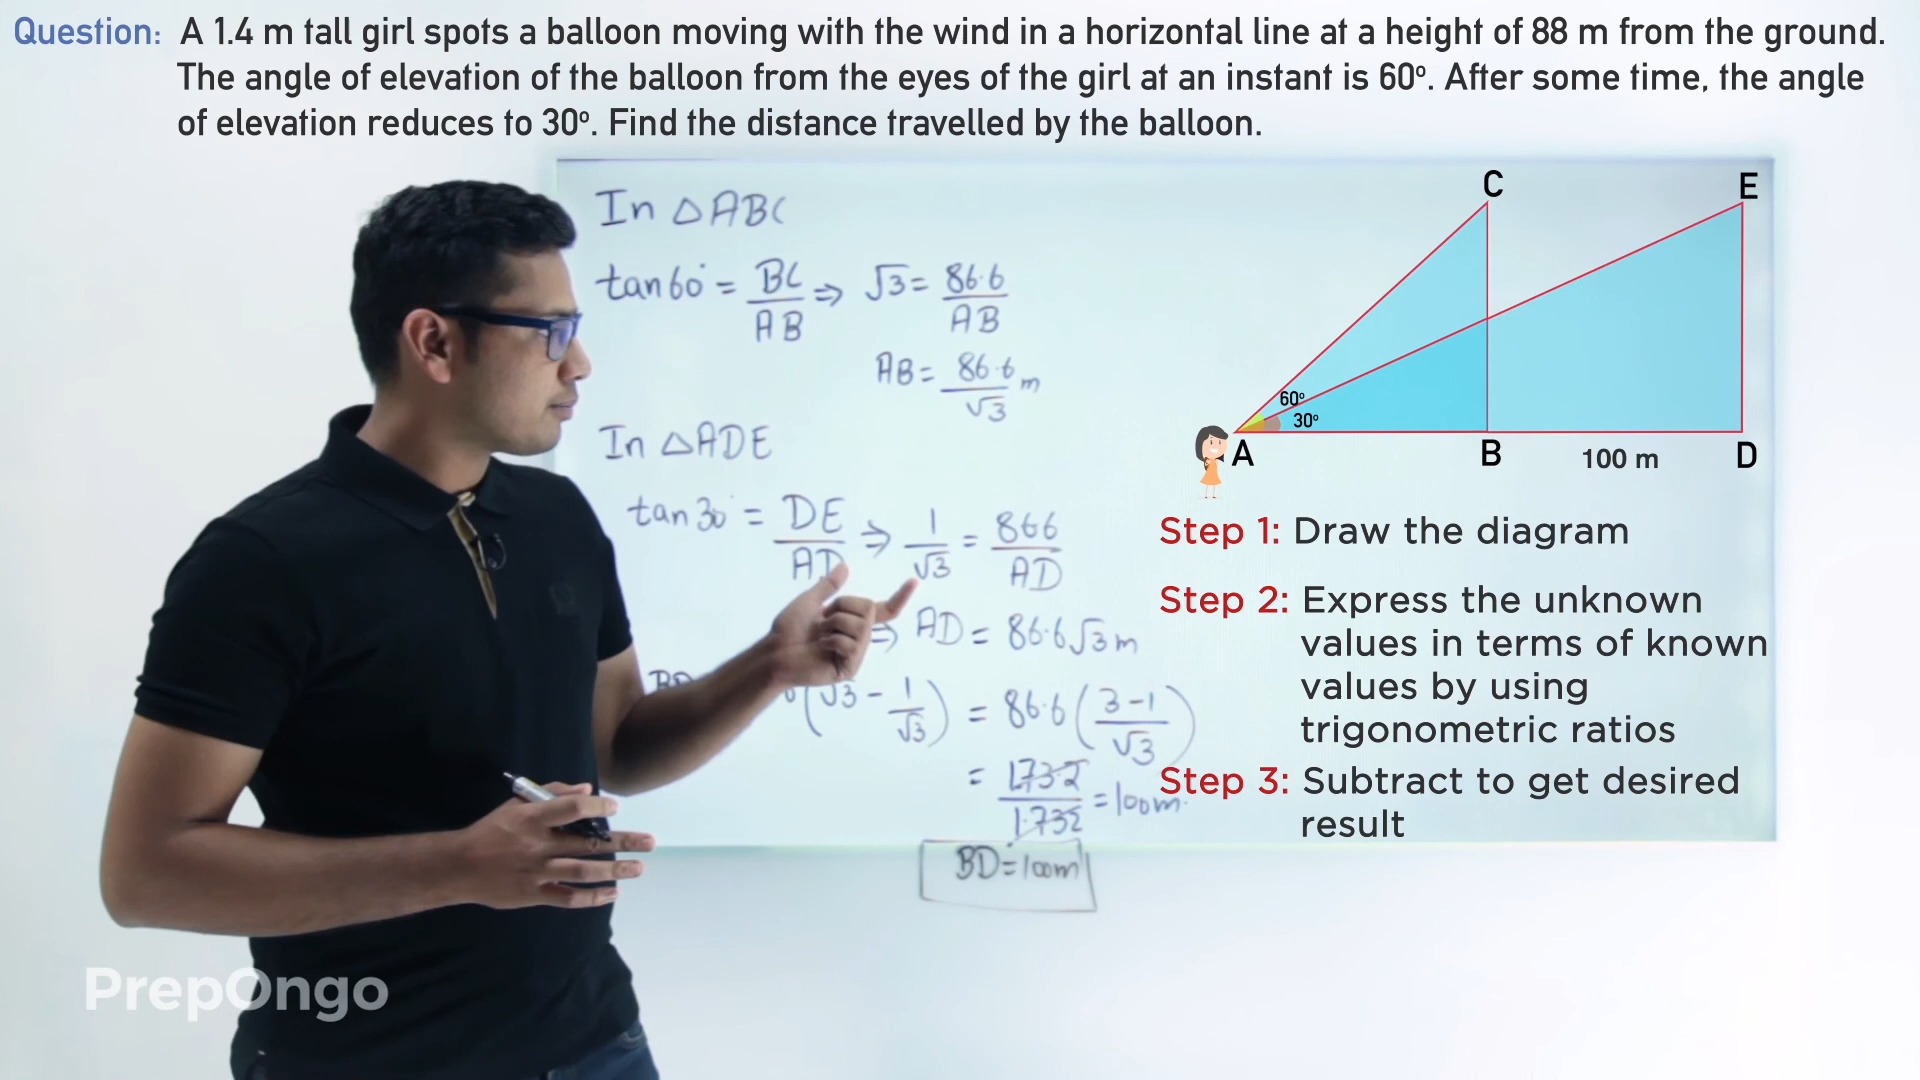 Question: A 1.4 m tall girl spots a balloon moving with the wind in a horizontal line at a height of 88 m from the ground.
The angle of elevation of the balloon from the eyes of the girl at an instant is 60°. After some time, the angle
of elevation reduces to 30°. Find the distance travelled by the balloon.
In △ABC
tan60° = BC/AB ⇒ √3 = 86.6/AB
AB = 86.6/√3 m
In △ADE
tan30° = DE/AD ⇒ 1/√3 = 866/AD
⇒ AD = 86.6√3 m
(√3 - 1/√3) = 86.6 (3-1/√3)
= 173.2/1.732 = 100m.
BD = 100m
C
E
60°
30°
A
B
100 m
D
Step 1: Draw the diagram
Step 2: Express the unknown
values in terms of known
values by using
trigonometric ratios
Step 3: Subtract to get desired
result
PrepOngo